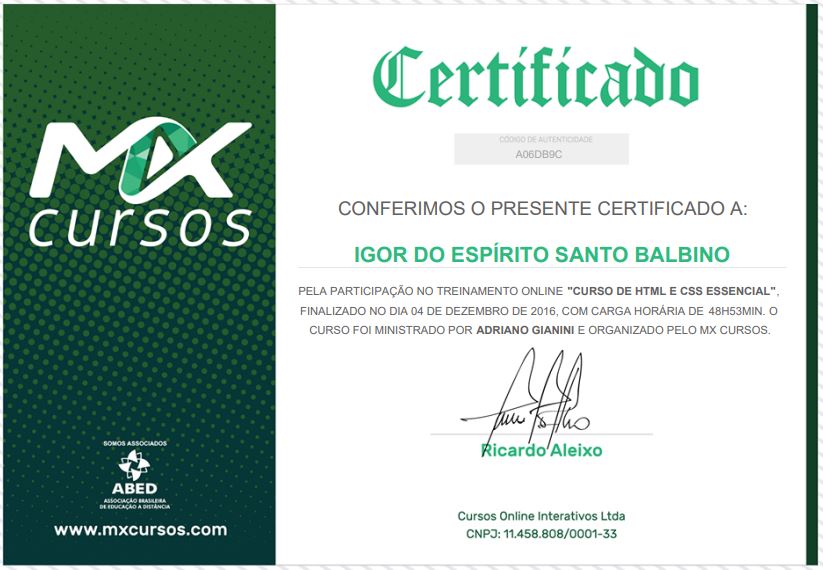 MX
cursos
SOMOS ASSOCIADOS
ABED
ASSOCIAÇÃO BRASILEIRA
DE EDUCAÇÃO A DISTÂNCIA
www.mxcursos.com
Certificado
CÓDIGO DE AUTENTICIDADE
A06DB9C
CONFERIMOS O PRESENTE CERTIFICADO A:
IGOR DO ESPÍRITO SANTO BALBINO
PELA PARTICIPAÇÃO NO TREINAMENTO ONLINE "CURSO DE HTML E CSS ESSENCIAL",
FINALIZADO NO DIA 04 DE DEZEMBRO DE 2016, COM CARGA HORÁRIA DE 48H53MIN. O
CURSO FOI MINISTRADO POR ADRIANO GIANINI E ORGANIZADO PELO MX CURSOS.
Ricardo Aleixo
Cursos Online Interativos Ltda
CNPJ: 11.458.808/0001-33